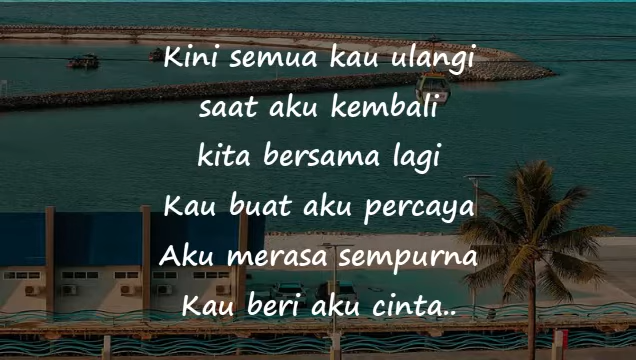 Kini semua kau ulangi
saat aku kembali
kita bersama lagi
Kau buat aku percaya
Aku merasa sempurna
Kau beri aku cinta..